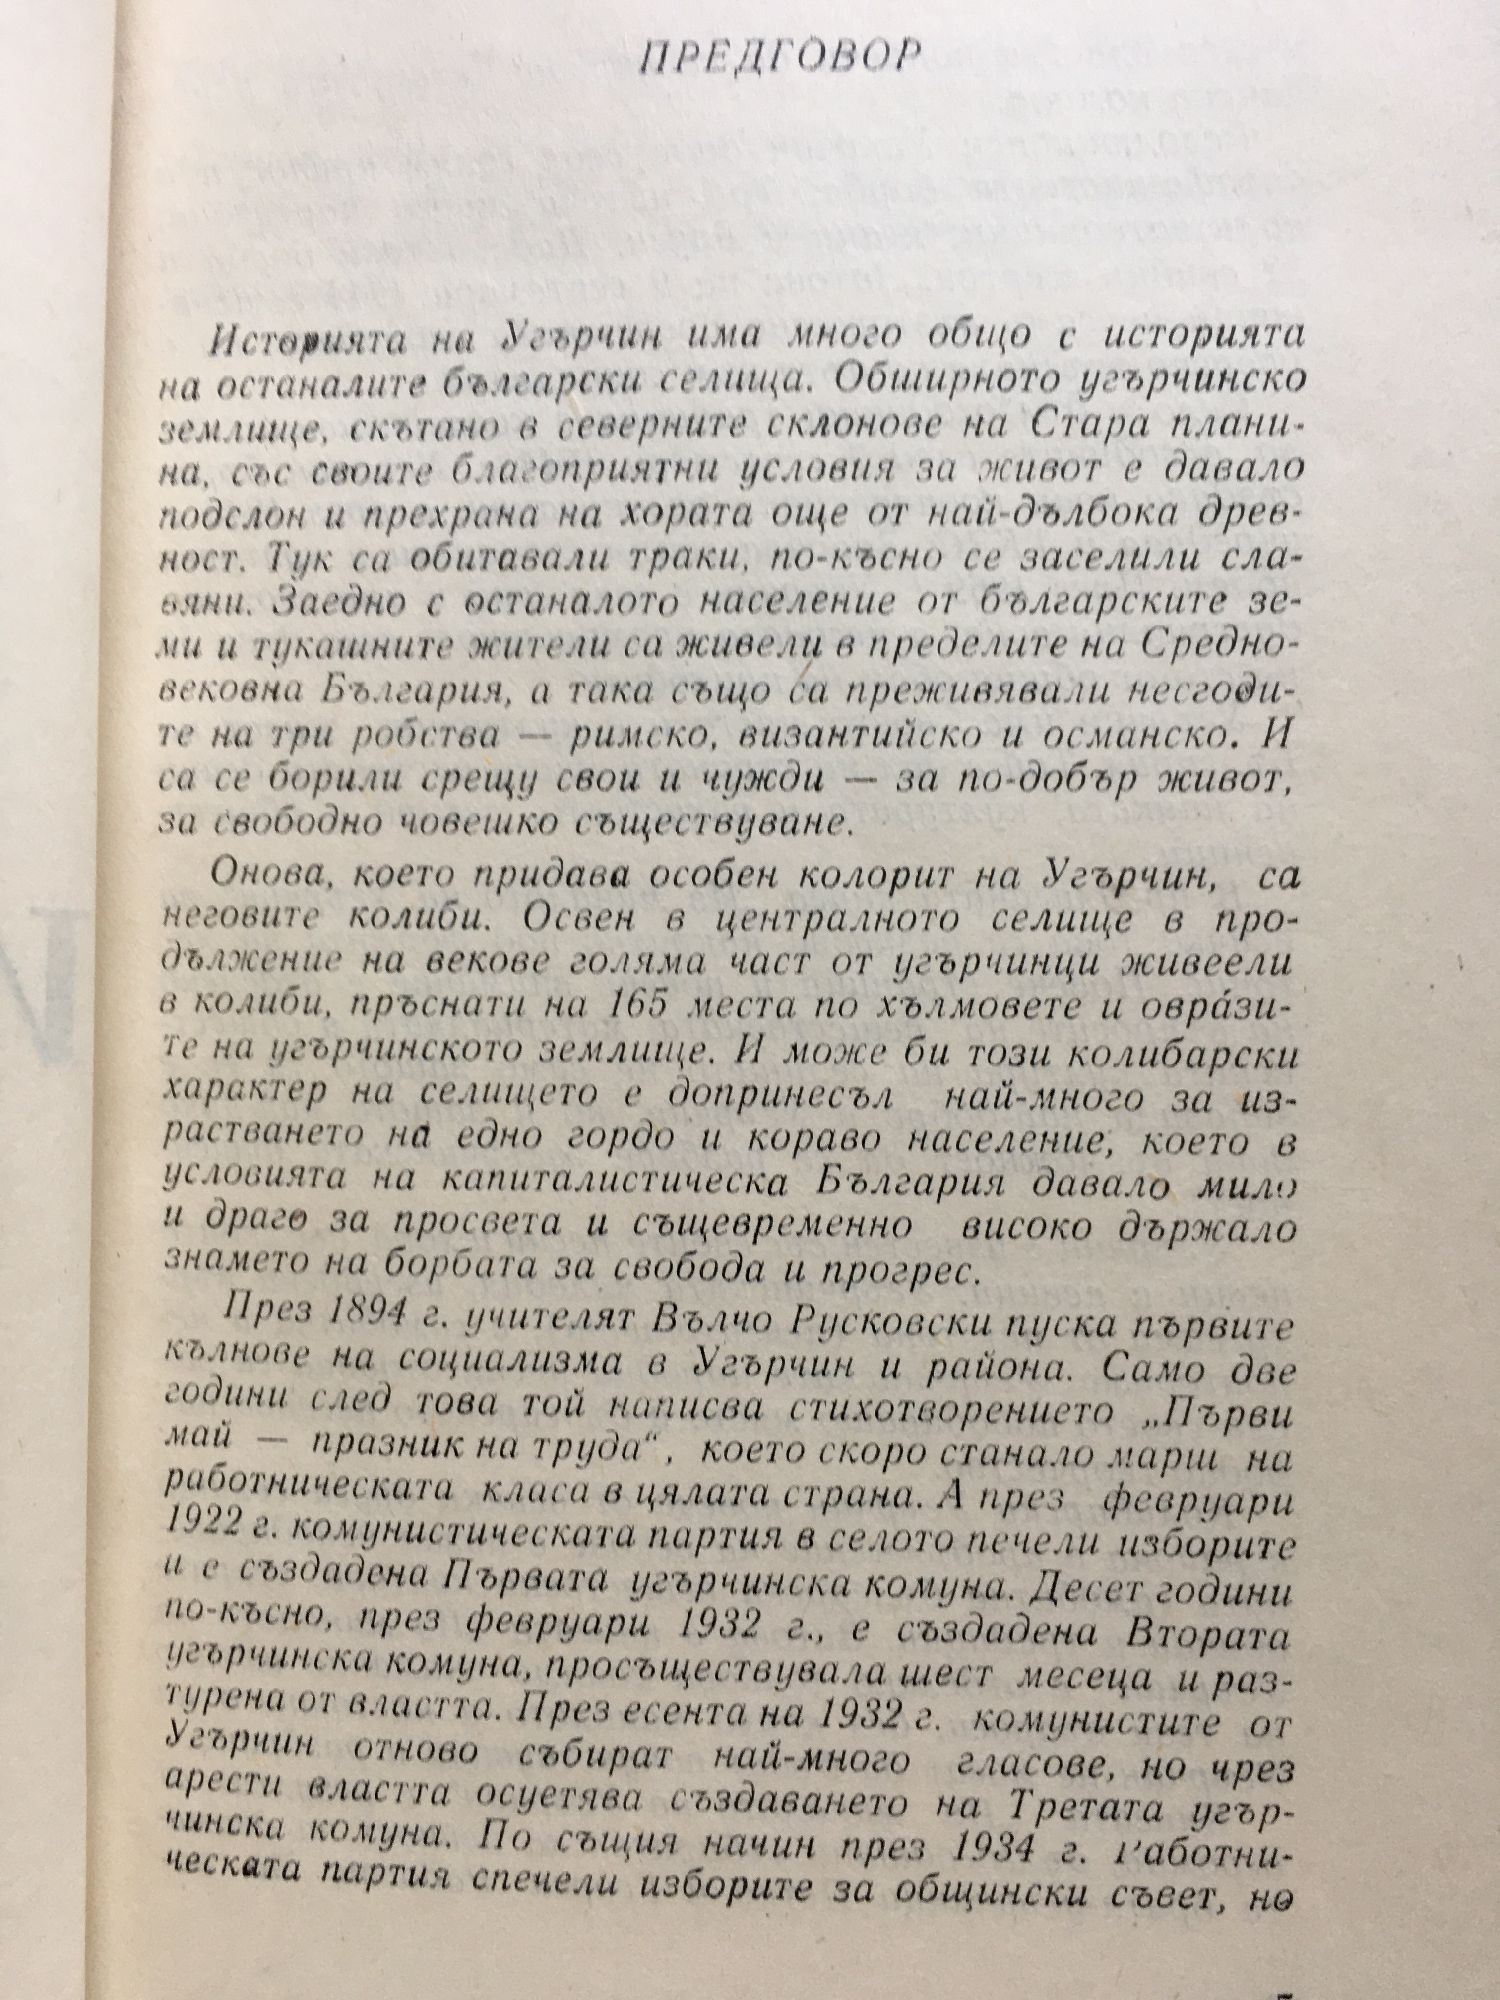 ПРЕДГОВОР
Историята на Угърчин има много общо с историята
на останалите български селища. Обширното угърчинско
землище, скътано в северните склонове на Стара плани-
на, със своите благоприятни условия за живот е давало
подслон и прехрана на хората още от най-дълбока древ-
ност. Тук са обитавали траки, по-късно се заселили сла-
вяни. Заедно с останалото население от българските зе-
ми и тукашните жители са живели в пределите на Средно-
вековна България, а така също са преживявали несгоди-
те на три робства — римско, византийско и османско. И
са се борили срещу свои и чужди — за по-добър живот,
за свободно човешко съществуване.
Онова, което придава особен колорит на Угърчин, са
неговите колиби. Освен в централното селище в про-
дължение на векове голяма част от угърчинци живеели
в колиби, пръснати на 165 места по хълмовете и овра́зи-
те на угърчинското землище. И може би този колибарски
характер на селището е допринесъл най-много за из-
растването на едно гордо и кораво население, което в
условията на капиталистическа България давало мило
и драго за просвета и същевременно високо държало
знамето на борбата за свобода и прогрес.
През 1894 г. учителят Вълчо Русковски пуска първите
кълнове на социализма в Угърчин и района. Само две
години след това той написва стихотворението „Първи
май — празник на труда“, което скоро станало марш на
работническата класа в цялата страна. А през февруари
1922 г. комунистическата партия в селото печели изборите
и е създадена Първата угърчинска комуна. Десет години
по-късно, през февруари 1932 г., е създадена Втората
угърчинска комуна, просъществувала шест месеца и раз-
турена от властта. През есента на 1932 г. комунистите от
Угърчин отново събират най-много гласове, но чрез
арести властта осуетява създаването на Третата угър-
чинска комуна. По същия начин през 1934 г. Работни-
ческата партия спечели изборите за общински съвет, но